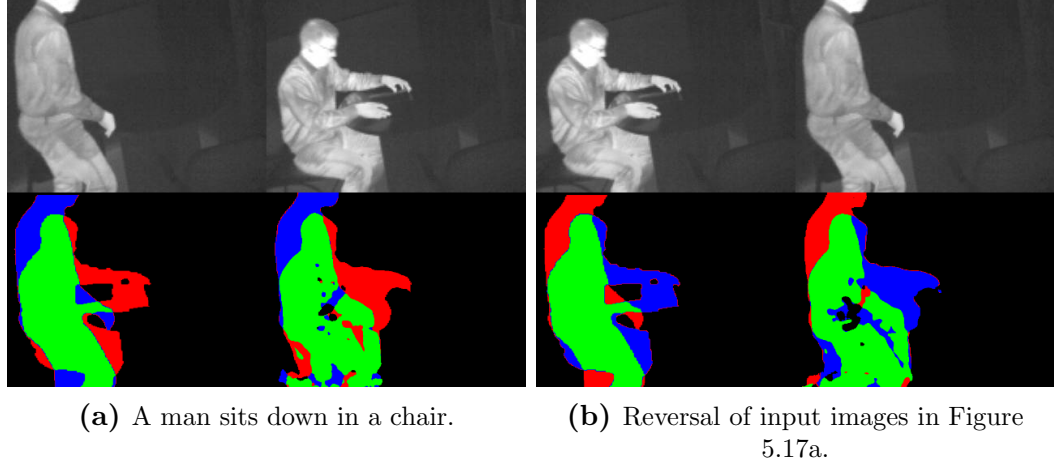 (a) A man sits down in a chair.
(b) Reversal of input images in Figure
5.17a.